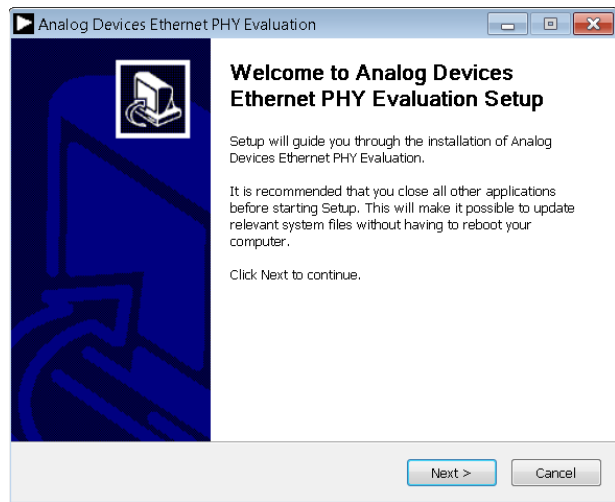 Analog Devices Ethernet PHY Evaluation
Welcome to Analog Devices
Ethernet PHY Evaluation Setup
Setup will guide you through the installation of Analog
Devices Ethernet PHY Evaluation.
It is recommended that you close all other applications
before starting Setup. This will make it possible to update
relevant system files without having to reboot your
computer.
Click Next to continue.
Next >
Cancel